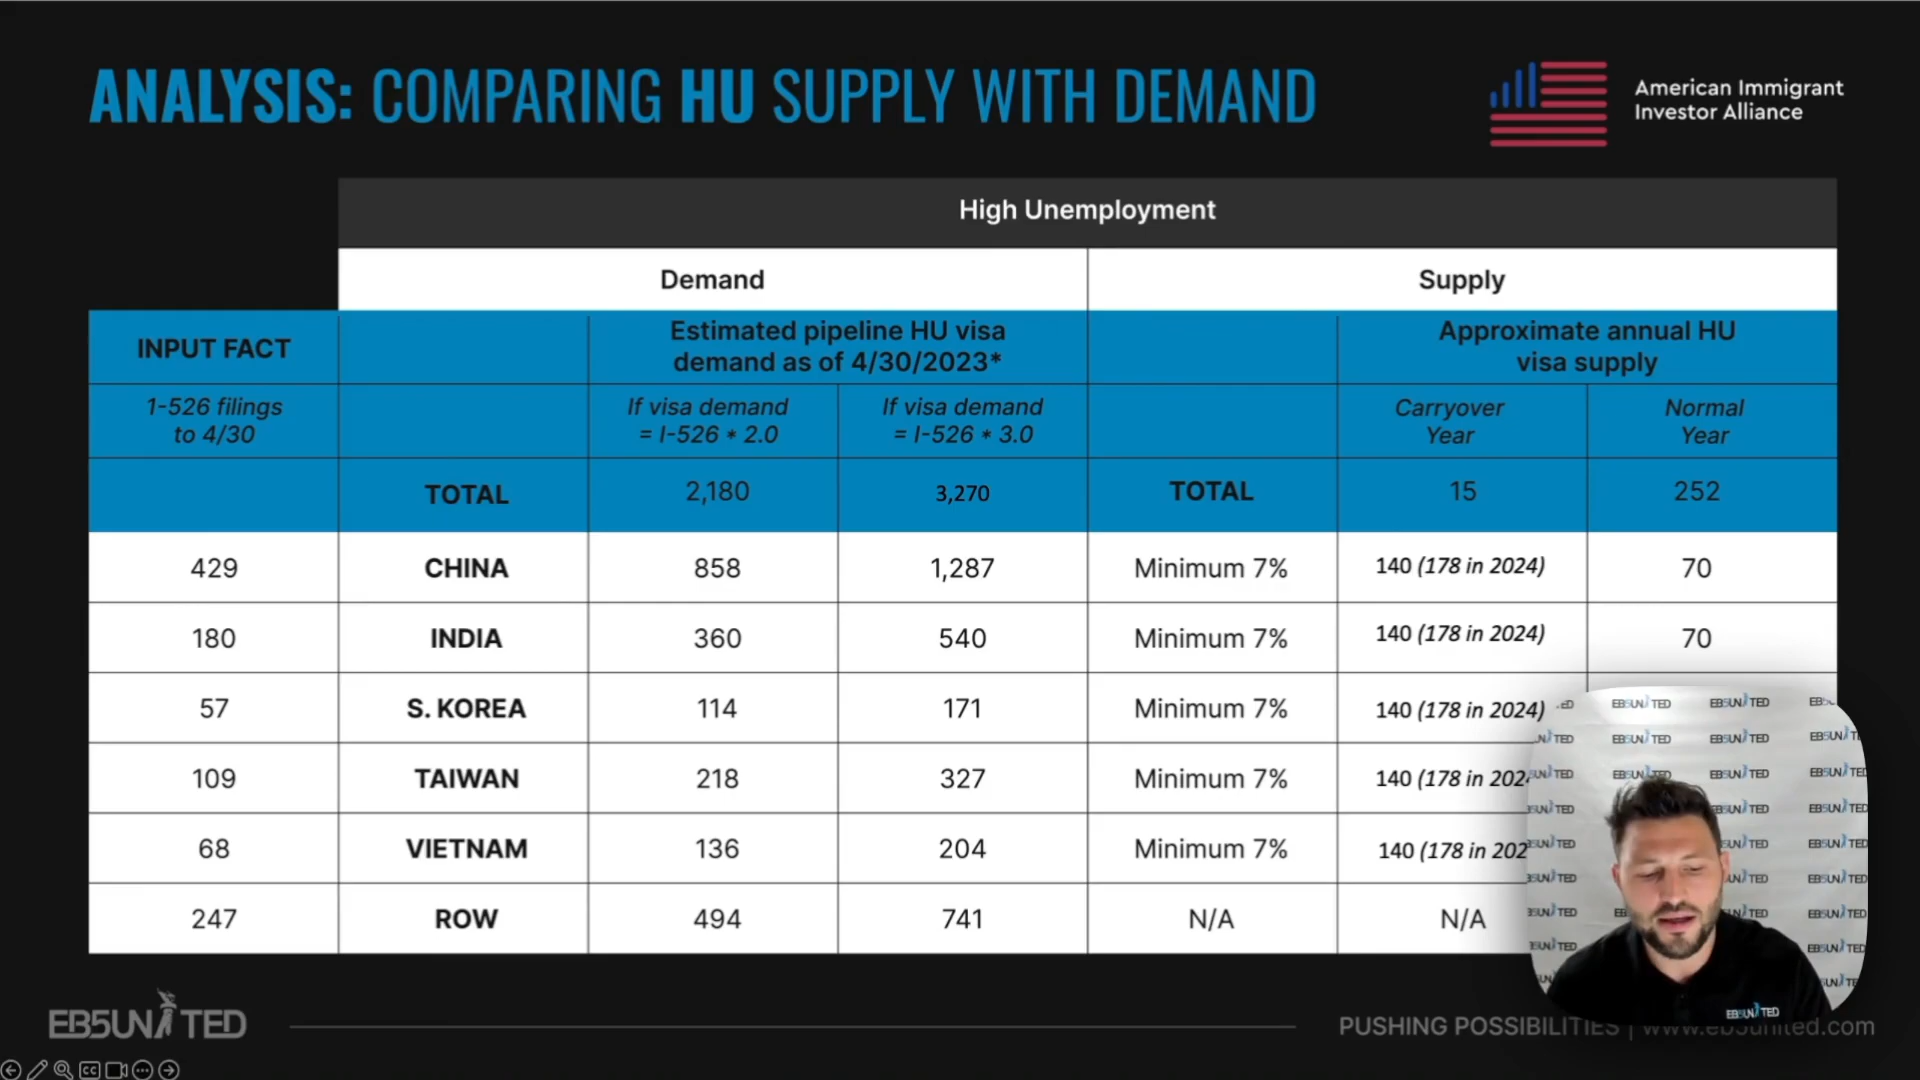 ANALYSIS: COMPARING HU SUPPLY WITH DEMAND
American Immigrant
Investor Alliance
High Unemployment
Demand
Supply
INPUT FACT
Estimated pipeline HU visa
demand as of 4/30/2023*
Approximate annual HU
visa supply
1-526 filings
to 4/30
If visa demand
= I-526 * 2.0
If visa demand
= I-526 * 3.0
Carryover
Year
Normal
Year
TOTAL 2,180 3,270 TOTAL 15 252
429 CHINA 858 1,287 Minimum 7% 140 (178 in 2024) 70
180 INDIA 360 540 Minimum 7% 140 (178 in 2024) 70
57 S. KOREA 114 171 Minimum 7% 140 (178 in 2024)
109 TAIWAN 218 327 Minimum 7% 140 (178 in
68 VIETNAM 136 204 Minimum 7% 140 (178 in
247 ROW 494 741 N/A N/A
EB5UNITED
PUSHING POSSIBILITIES | www.eb5united.com
EB5UNITED